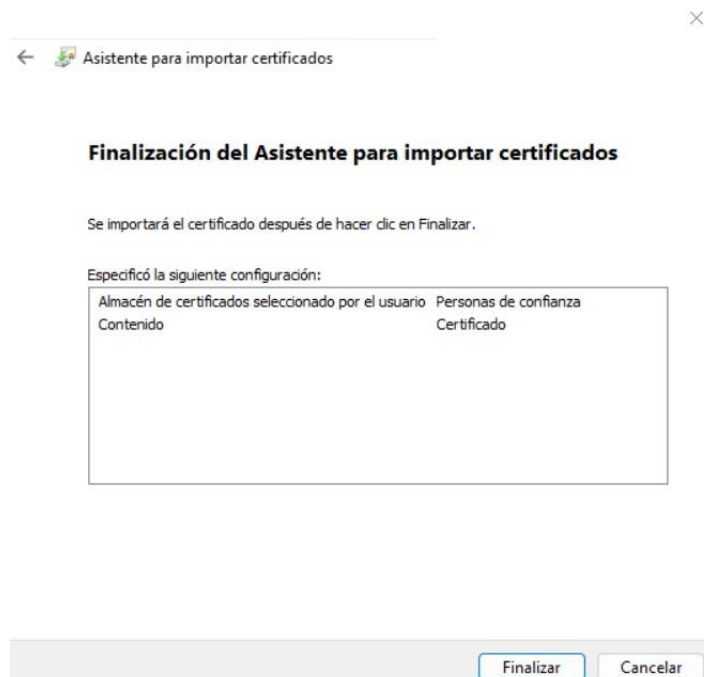 Asistente para importar certificados
Finalización del Asistente para importar certificados
Se importará el certificado después de hacer clic en Finalizar.
Especificó la siguiente configuración:
Almacén de certificados seleccionado por el usuario Personas de confianza
Contenido Certificado
Finalizar Cancelar